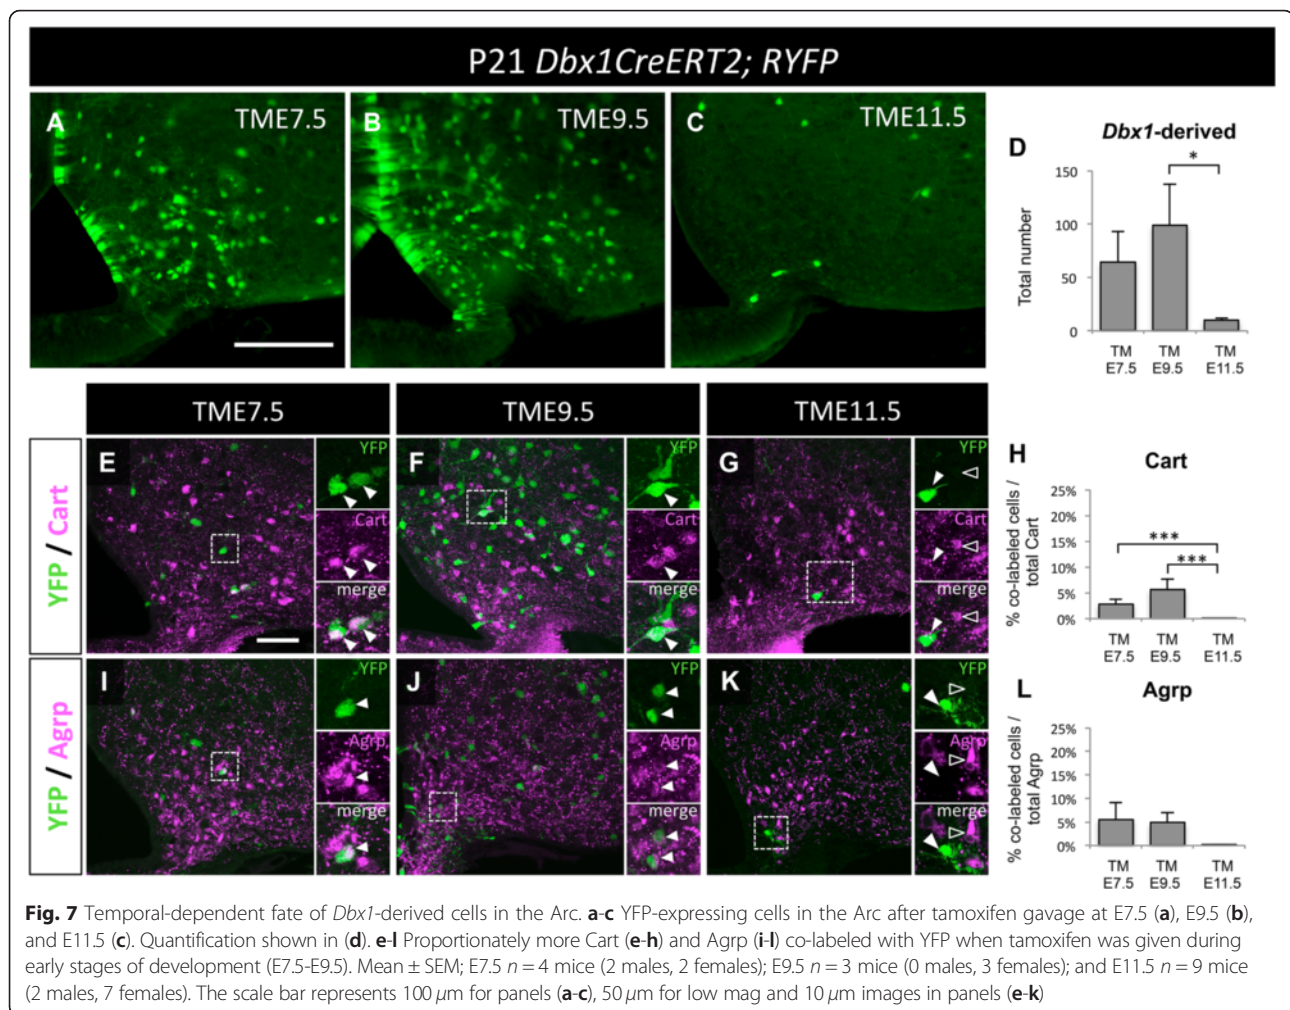 P21 Dbx1CreERT2; RYFP
A TME7.5
B TME9.5
C TME11.5
D Dbx1-derived
*
Total number
150
100
50
0
TM E7.5
TM E9.5
TM E11.5
TME7.5
TME9.5
TME11.5
YFP / Cart
E
YFP
Cart
merge
F
YFP
Cart
merge
G
YFP
Cart
merge
H Cart
% co-labeled cells / total Cart
25%
20%
15%
10%
5%
0%
***
***
TM E7.5
TM E9.5
TM E11.5
YFP / Agrp
I
YFP
Agrp
merge
J
YFP
Agrp
merge
K
YFP
Agrp
merge
L Agrp
% co-labeled cells / total Agrp
25%
20%
15%
10%
5%
0%
TM E7.5
TM E9.5
TM E11.5
Fig. 7 Temporal-dependent fate of Dbx1-derived cells in the Arc. a-c YFP-expressing cells in the Arc after tamoxifen gavage at E7.5 (a), E9.5 (b),
and E11.5 (c). Quantification shown in (d). e-l Proportionately more Cart (e-h) and Agrp (i-l) co-labeled with YFP when tamoxifen was given during
early stages of development (E7.5-E9.5). Mean ± SEM; E7.5 n = 4 mice (2 males, 2 females); E9.5 n = 3 mice (0 males, 3 females); and E11.5 n = 9 mice
(2 males, 7 females). The scale bar represents 100 μm for panels (a-c), 50 μm for low mag and 10 μm images in panels (e-k)